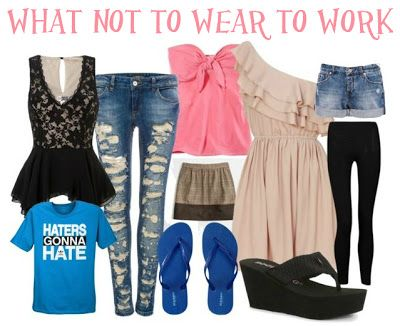 WHAT NOT TO WEAR TO WORK
HATERS
GONNA
HATE